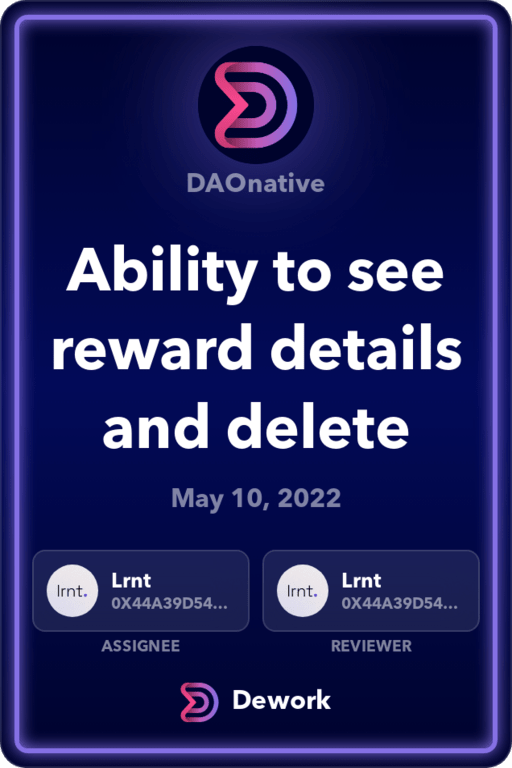 DAOnative
Ability to see
reward details
and delete
May 10, 2022
lrnt.
Lrnt
0X44A39D54...
ASSIGNEE
lrnt.
Lrnt
0X44A39D54...
REVIEWER
Dework